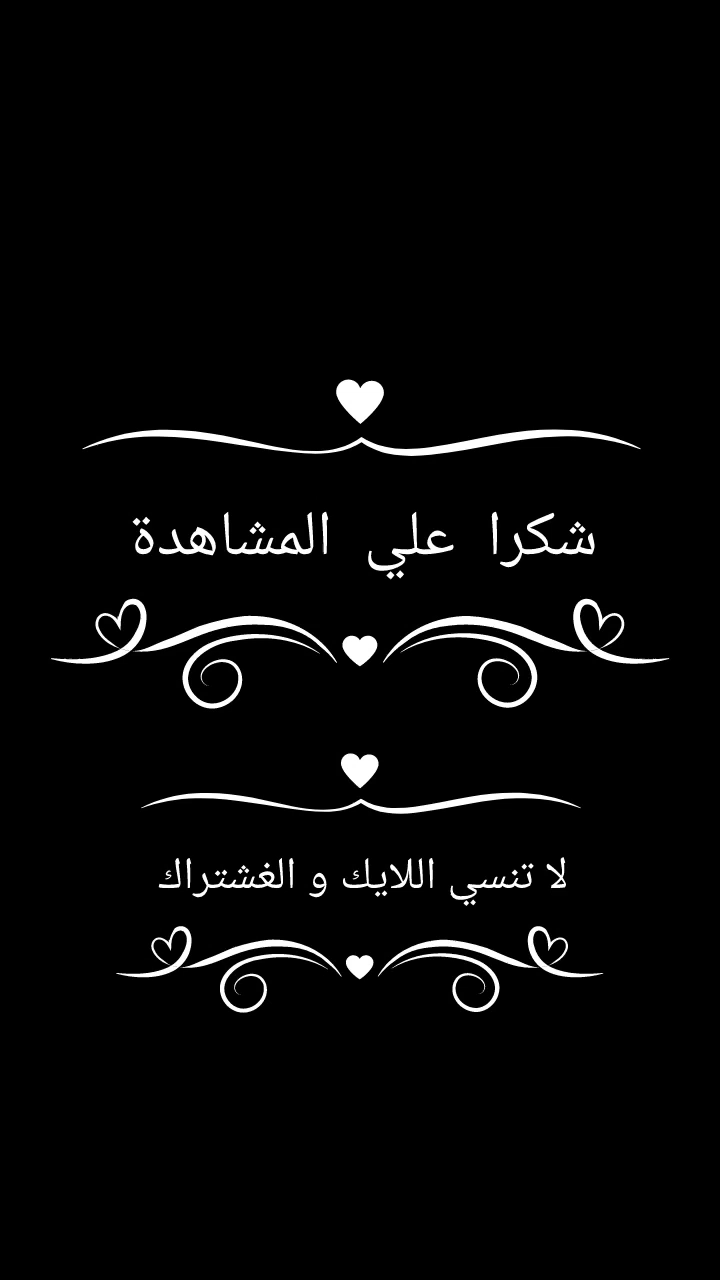 شكرا علي المشاهدة
لا تنسي اللايك و الغشتراك